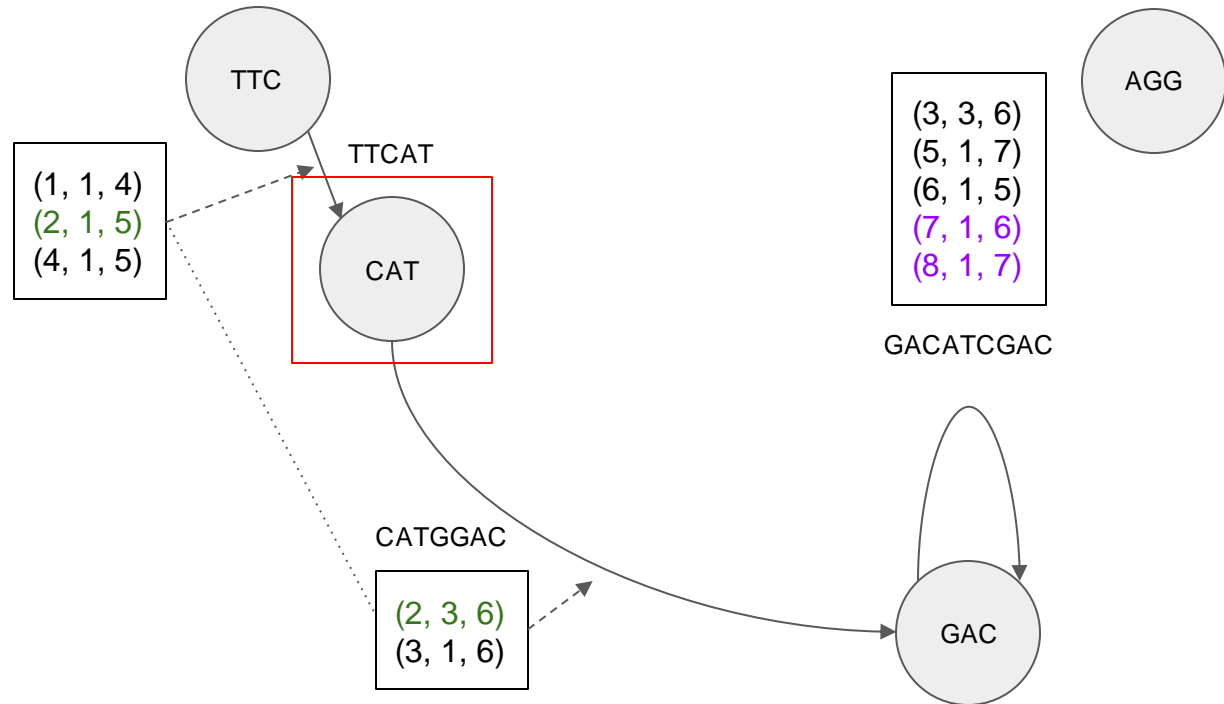 TTC
AGG
(3, 3, 6)
(5, 1, 7)
(6, 1, 5)
(7, 1, 6)
(8, 1, 7)
TTCAT
(1, 1, 4)
(2, 1, 5)
(4, 1, 5)
CAT
GACATCGAC
CATGGAC
(2, 3, 6)
(3, 1, 6)
GAC